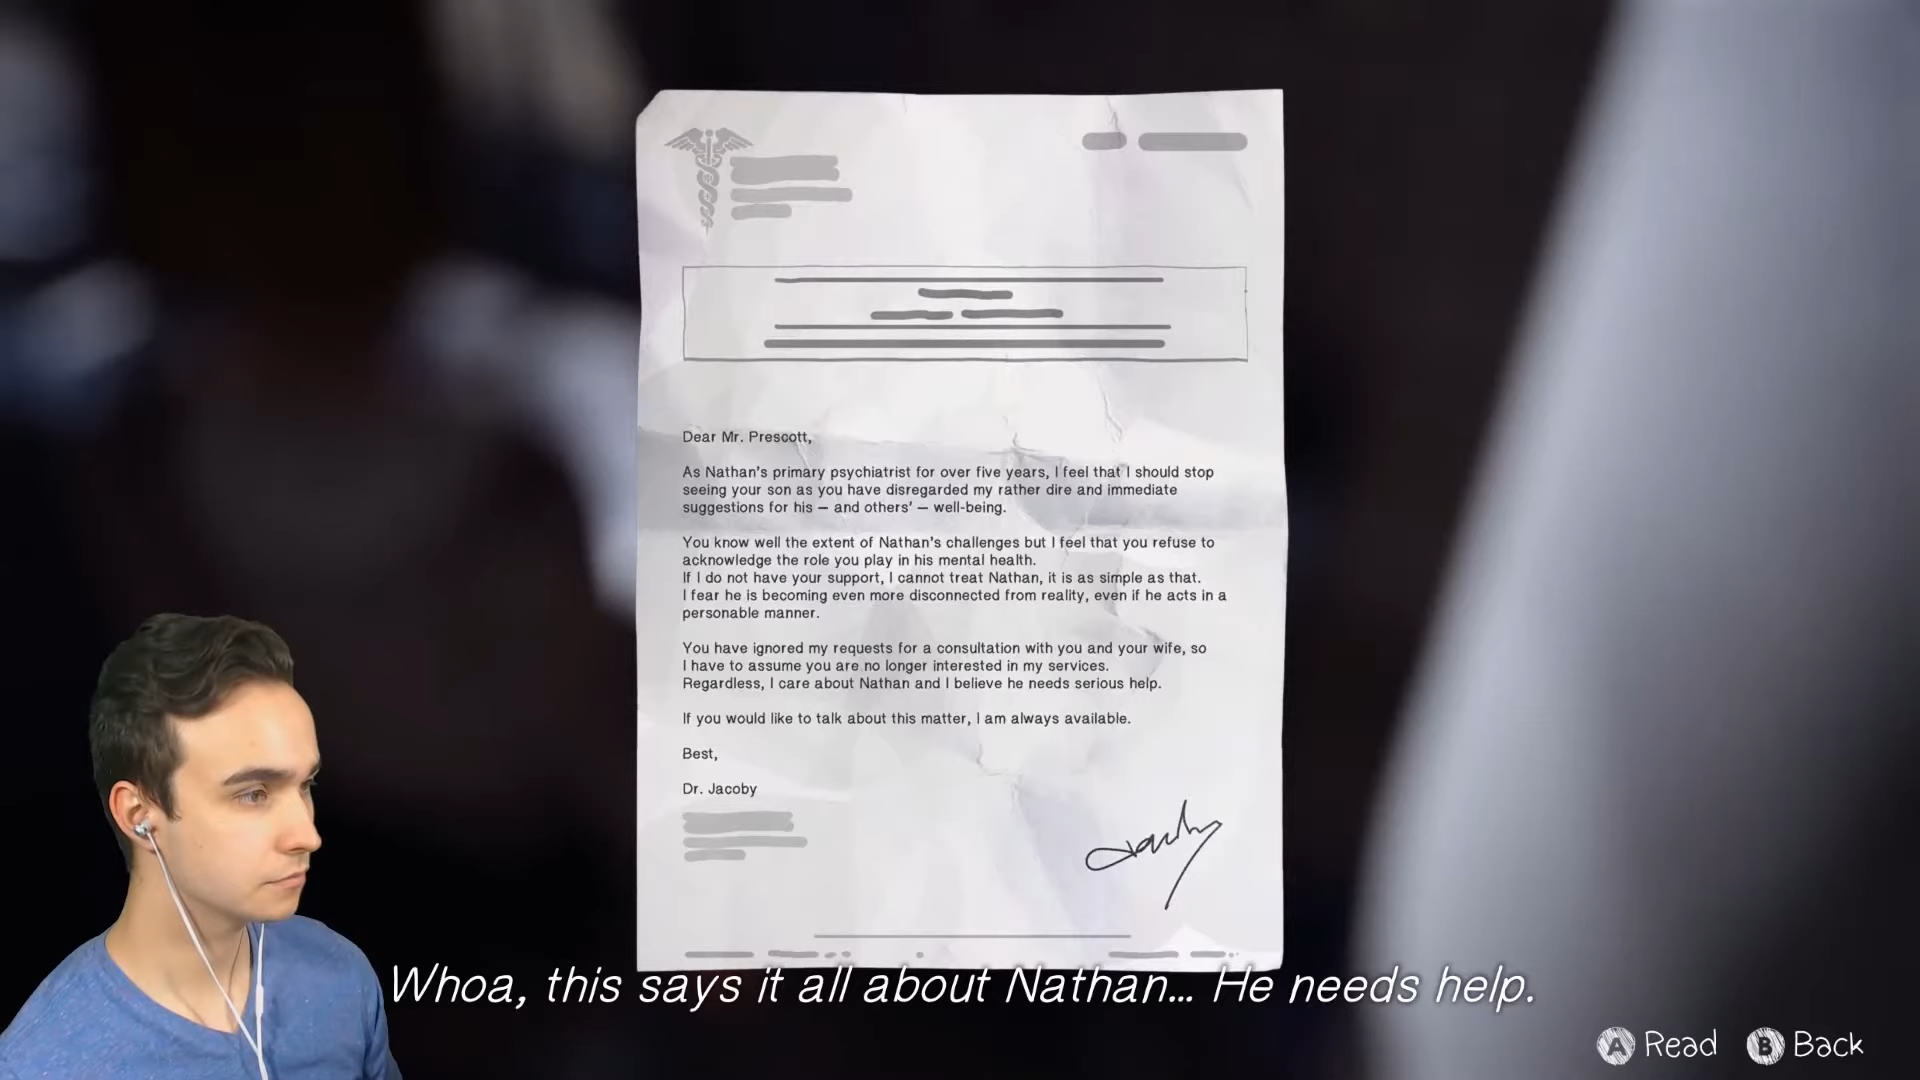 Dear Mr. Prescott,
As Nathan's primary psychiatrist for over five years, I feel that I should stop
seeing your son as you have disregarded my rather dire and immediate
suggestions for his – and others' – well-being.
You know well the extent of Nathan's challenges but I feel that you refuse to
acknowledge the role you play in his mental health.
If I do not have your support, I cannot treat Nathan, it is as simple as that.
I fear he is becoming even more disconnected from reality, even if he acts in a
personable manner.
You have ignored my requests for a consultation with you and your wife, so
I have to assume you are no longer interested in my services.
Regardless, I care about Nathan and I believe he needs serious help.
If you would like to talk about this matter, I am always available.
Best,
Dr. Jacoby
Whoa, this says it all about Nathan... He needs help.
A Read B Back